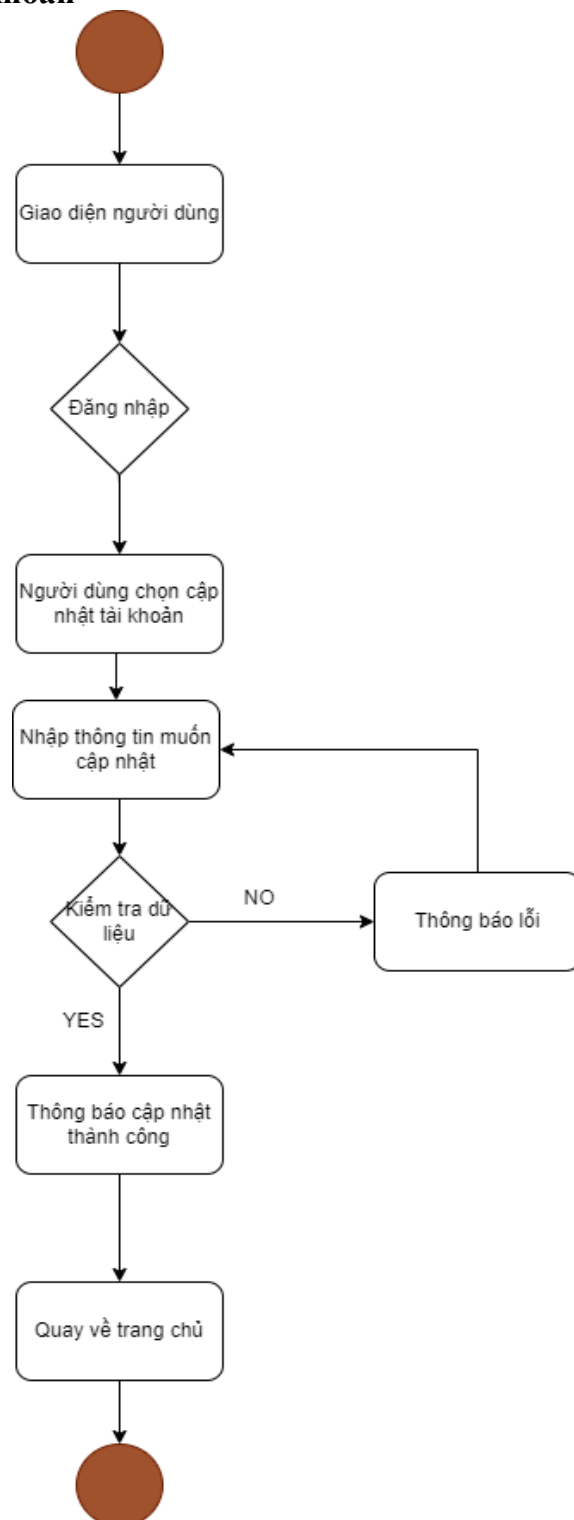 Giao diện người dùng
Đăng nhập
Người dùng chọn cập
nhật tài khoản
Nhập thông tin muốn
cập nhật
Kiểm tra dữ
liệu
NO
Thông báo lỗi
YES
Thông báo cập nhật
thành công
Quay về trang chủ